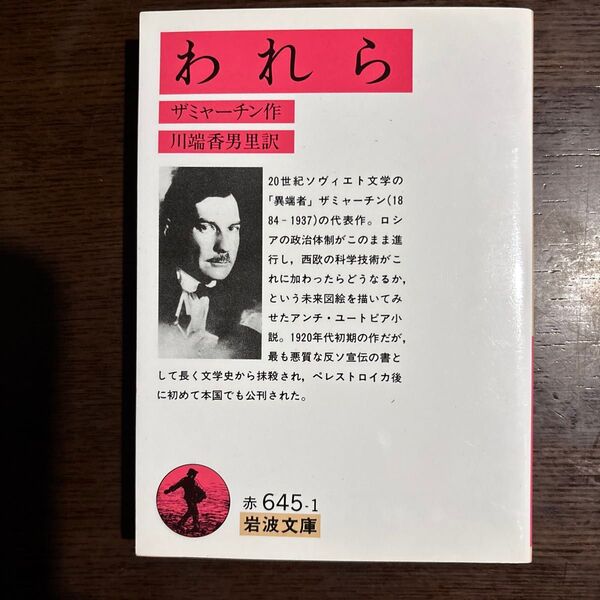 われら
ザミャーチン作
川端香男里訳
20世紀ソヴィエト文学の
「異端者」ザミャーチン(18
84-1937)の代表作。ロシ
アの政治体制がこのまま進
行し，西欧の科学技術がこ
れに加わったらどうなるか，
という未来図絵を描いてみ
せたアンチ・ユートピア小
説。1920年代初期の作だが，
最も悪質な反ソ宣伝の書と
して長く文学史から抹殺され，ペレストロイカ後
に初めて本国でも公刊された。
赤 645-1
岩波文庫